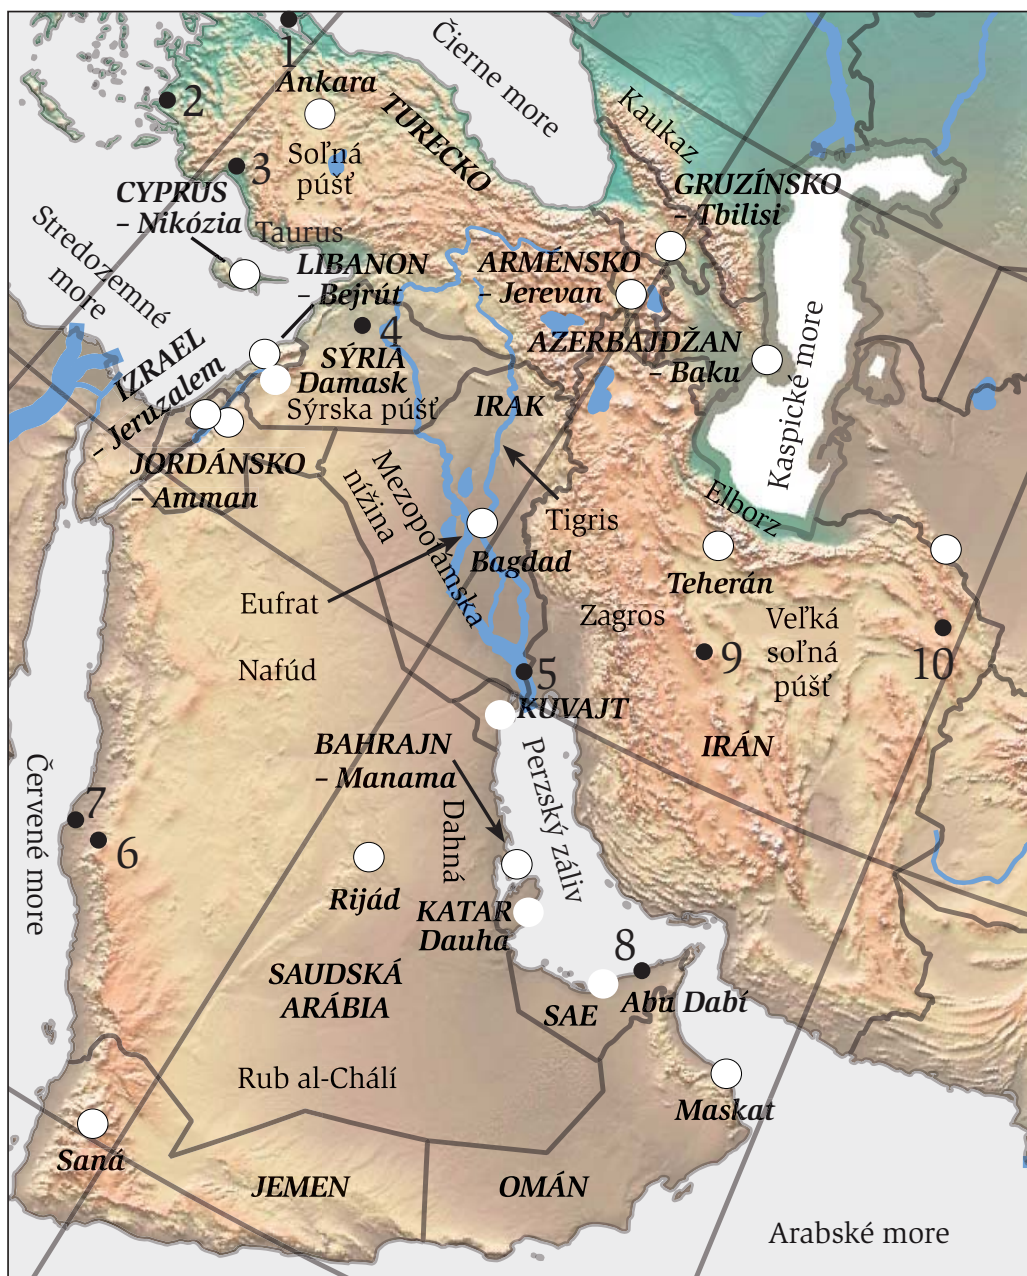 1
Ankara
Čierne more
2
TURECKO
Kaukaz
Soľná
púšť
3
CYPRUS
– Nikózia
GRUZÍNSKO
– Tbilisi
Stredozemné
more
Taurus
LIBANON
– Bejrút
ARMÉNSKO
– Jerevan
4
SÝRIA
Damask
AZERBAJDŽAN
– Baku
Kaspické more
IZRAEL
– Jeruzalem
Sýrska púšť
IRAK
JORDÁNSKO
– Amman
Mezopotámska
nížina
Tigris
Elborz
Bagdad
Teherán
Eufrat
Zagros
Veľká
soľná
púšť
Nafúd
5
9
10
KUVAJT
IRÁN
BAHRAJN
– Manama
Perzský záliv
Červené more
7
6
Dahná
Rijád
KATAR
Dauha
8
SAUDSKÁ
ARÁBIA
SAE
Abu Dabí
Rub al-Chálí
Maskat
Saná
JEMEN
OMÁN
Arabské more